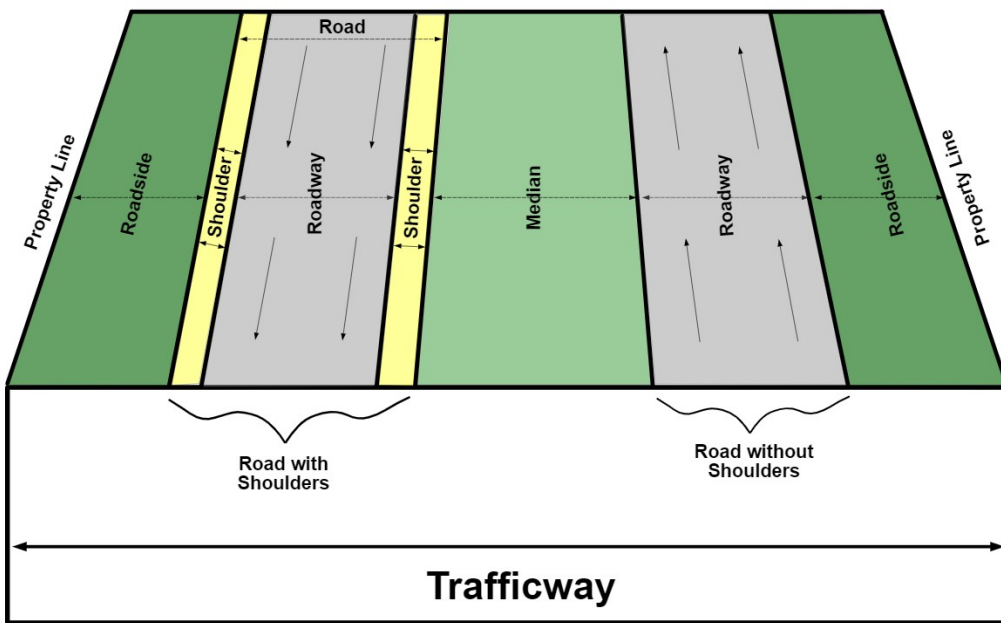 Road
Property Line
Roadside
Shoulder
Roadway
Shoulder
Median
Roadway
Roadside
Property Line
Road with
Shoulders
Road without
Shoulders
Trafficway